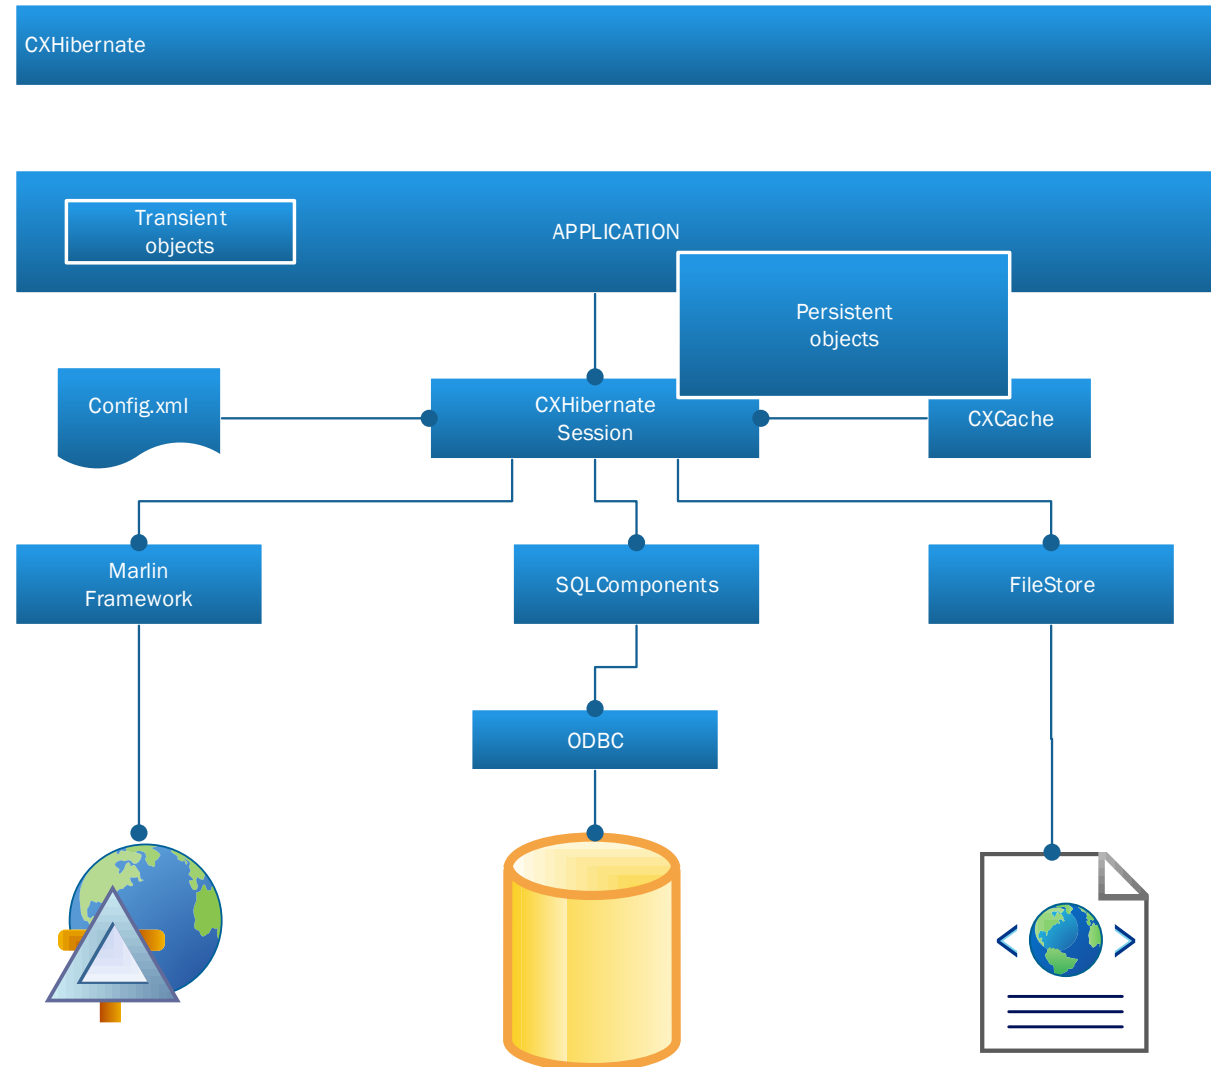 CXHibernate
Transient
objects
APPLICATION
Persistent
objects
Config.xml
CXHibernate
Session
CXCache
Marlin
Framework
SQLComponents
FileStore
ODBC